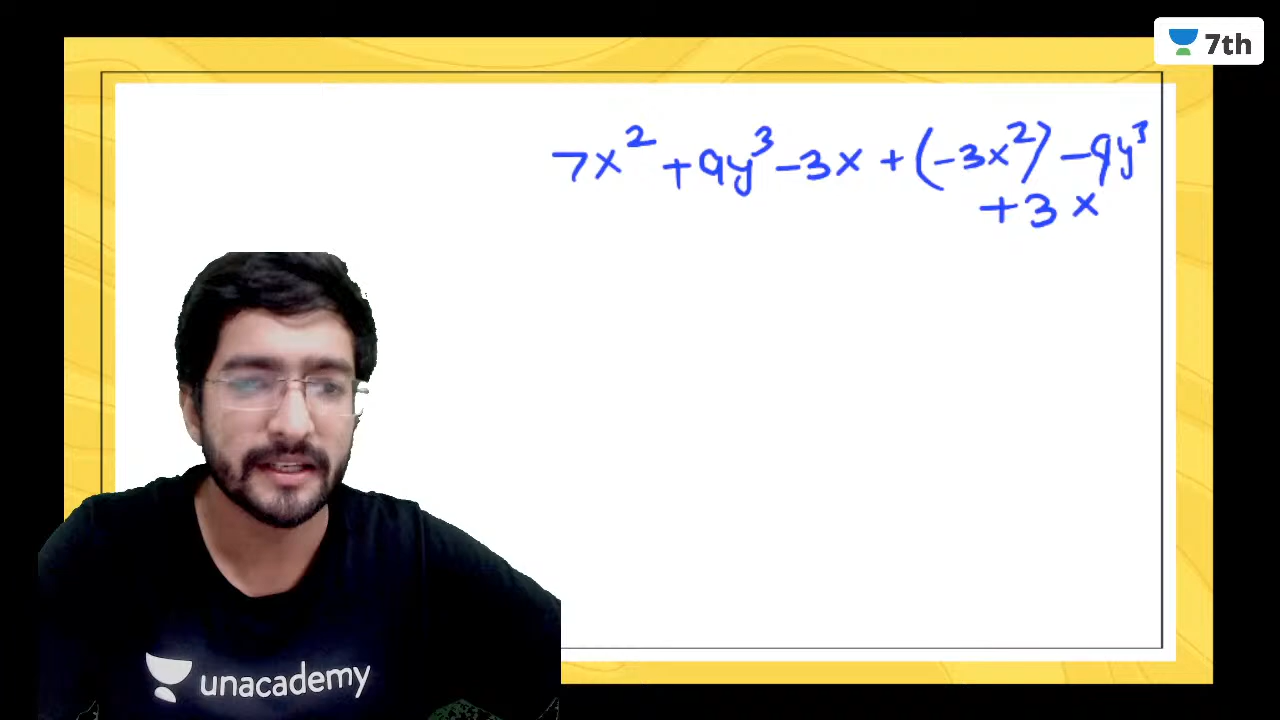 7th
7x² + 9y³ - 3x + (-3x²) - 9y³
+ 3x
unacademy